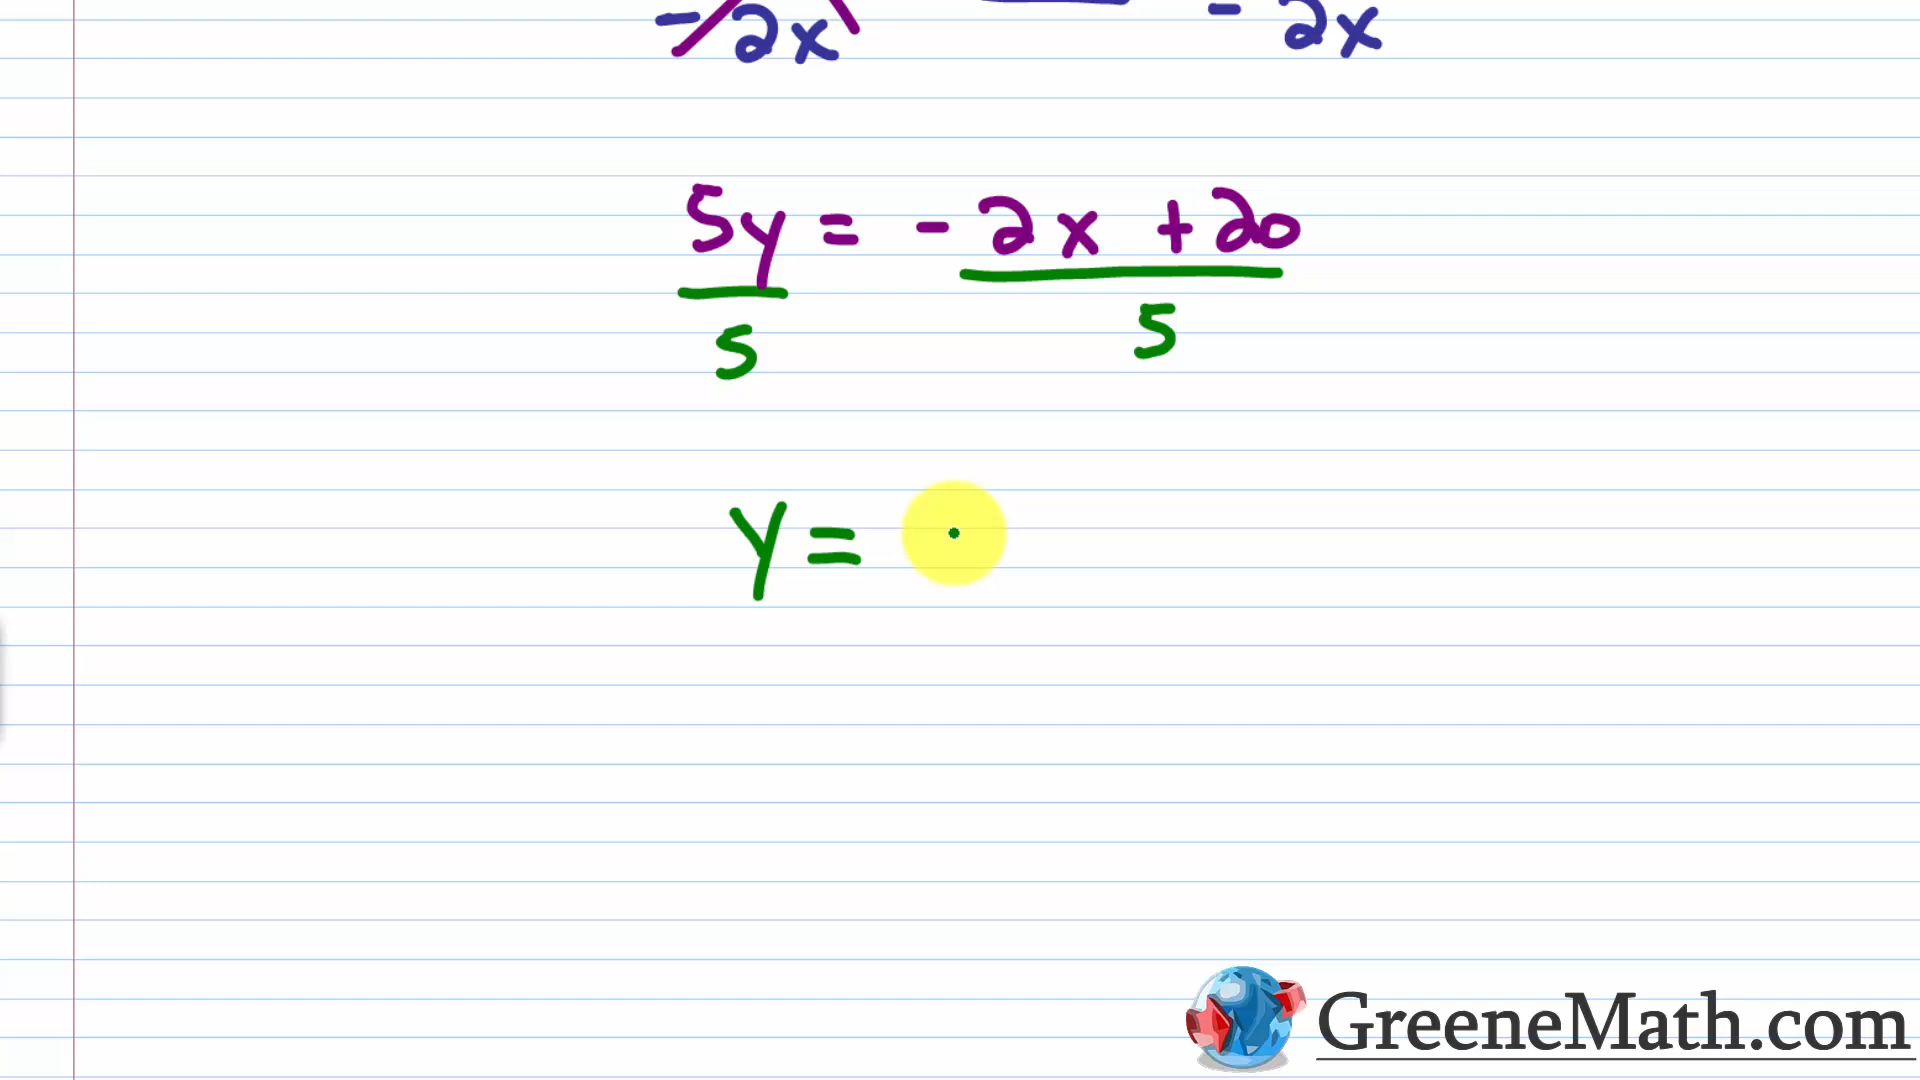 - 2x - 2x
5y = - 2x + 20
5 5
y =
GreeneMath.com